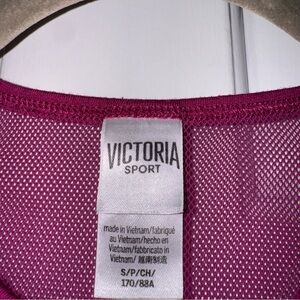 VICTORIA
SPORT
made in Vietnam/fabriqué
au Vietnam/hecho en
Vietnam/fabbricato in
Vietnam/ 越南制造
S/P/CH/
170/88A